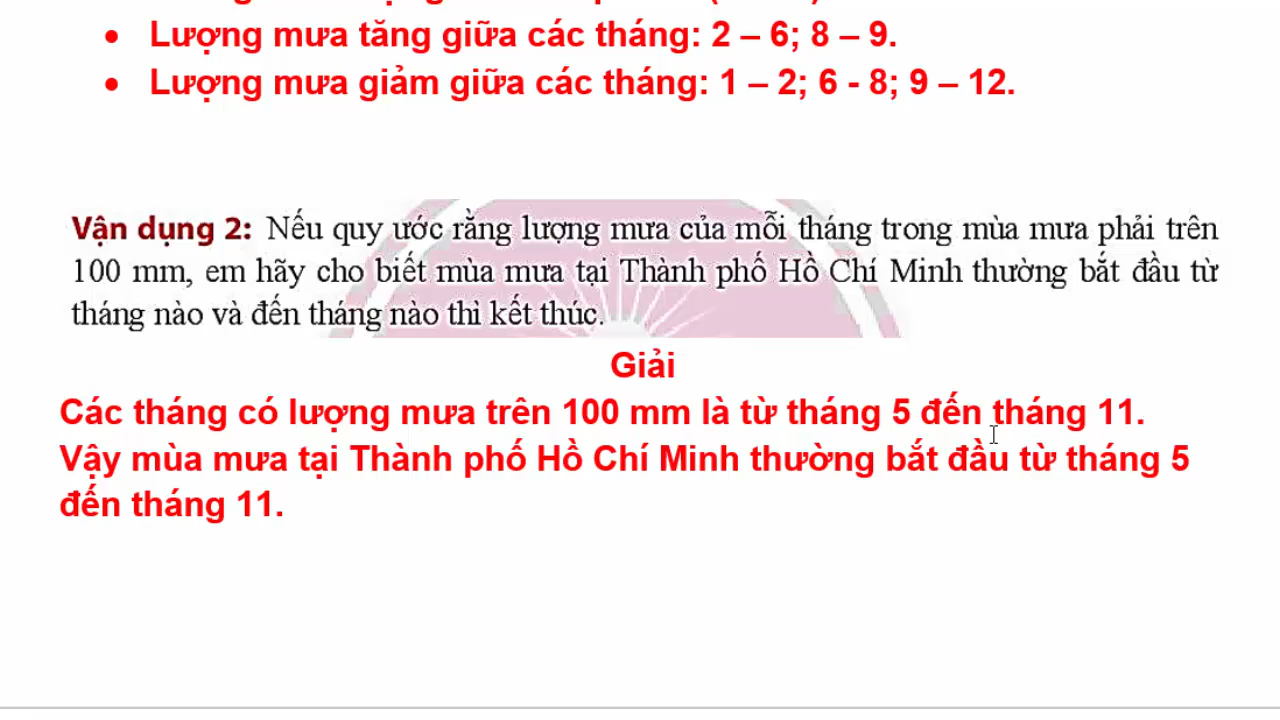 • Lượng mưa tăng giữa các tháng: 2 – 6; 8 – 9.
• Lượng mưa giảm giữa các tháng: 1 – 2; 6 - 8; 9 – 12.
Vận dụng 2: Nếu quy ước rằng lượng mưa của mỗi tháng trong mùa mưa phải trên
100 mm, em hãy cho biết mùa mưa tại Thành phố Hồ Chí Minh thường bắt đầu từ
tháng nào và đến tháng nào thì kết thúc.
Giải
Các tháng có lượng mưa trên 100 mm là từ tháng 5 đến tháng 11.
Vậy mùa mưa tại Thành phố Hồ Chí Minh thường bắt đầu từ tháng 5
đến tháng 11.